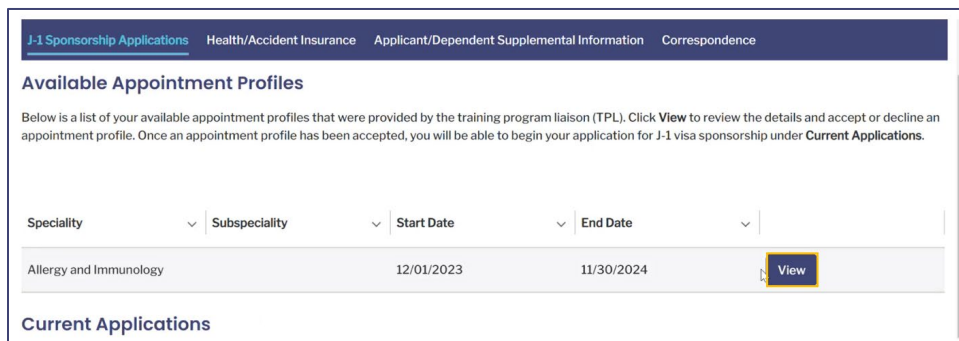 J-1 Sponsorship Applications Health/Accident Insurance Applicant/Dependent Supplemental Information Correspondence
Available Appointment Profiles
Below is a list of your available appointment profiles that were provided by the training program liaison (TPL). Click View to review the details and accept or decline an
appointment profile. Once an appointment profile has been accepted, you will be able to begin your application for J-1 visa sponsorship under Current Applications.
Speciality Subspeciality Start Date End Date
Allergy and Immunology 12/01/2023 11/30/2024 View
Current Applications